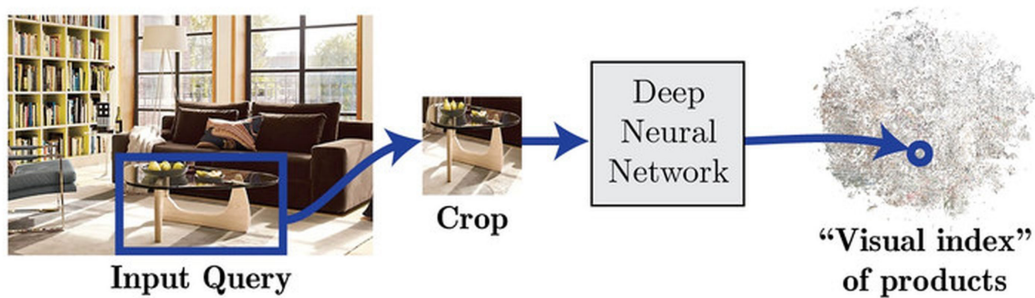 Deep
Neural
Network
Crop
Input Query
“Visual index”
of products